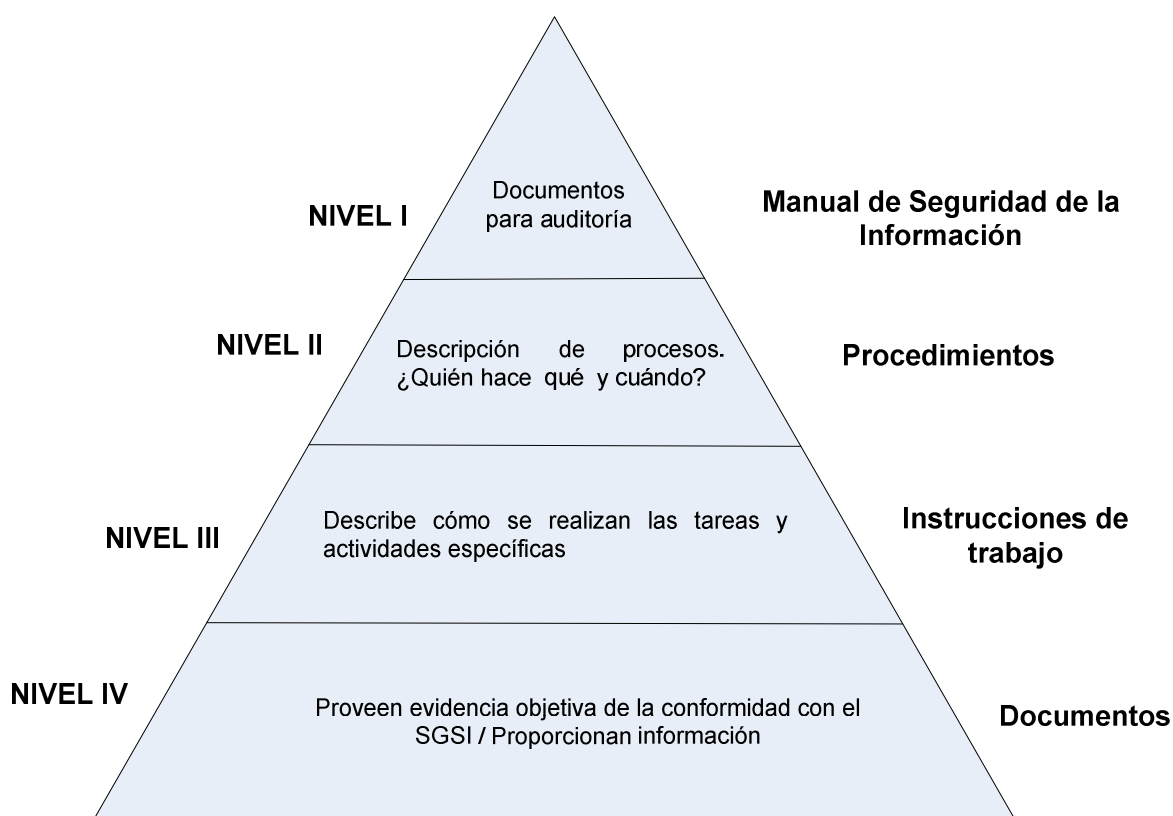 NIVEL I
Documentos
para auditoría
Manual de Seguridad de la
Información
NIVEL II
Descripción de procesos.
¿Quién hace qué y cuándo?
Procedimientos
NIVEL III
Describe cómo se realizan las tareas y
actividades específicas
Instrucciones de
trabajo
NIVEL IV
Proveen evidencia objetiva de la conformidad con el
SGSI / Proporcionan información
Documentos